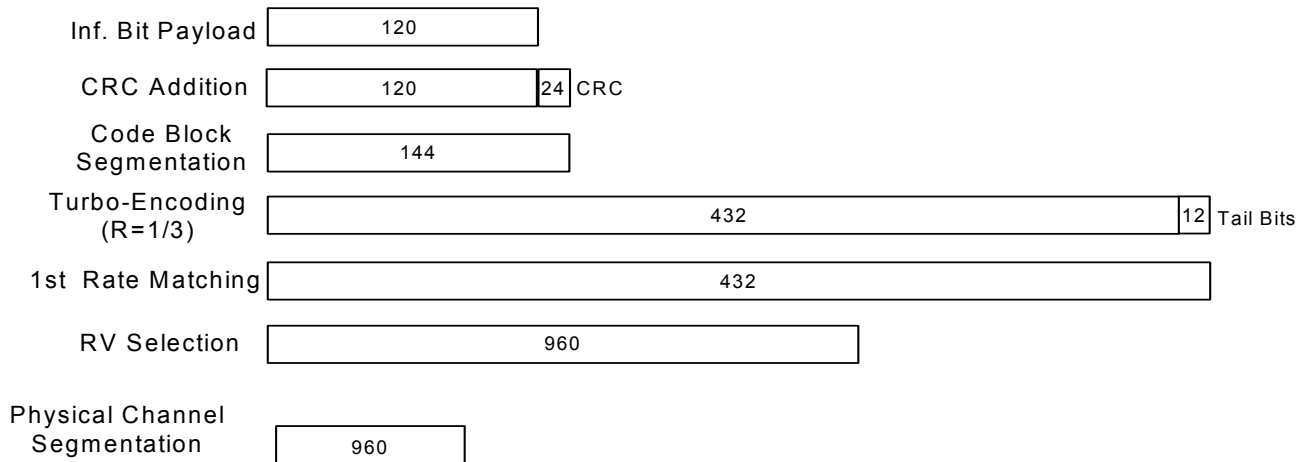 Inf. Bit Payload 120
CRC Addition 120 24 CRC
Code Block
Segmentation 144
Turbo-Encoding
(R=1/3) 432 12 Tail Bits
1st Rate Matching 432
RV Selection 960
Physical Channel
Segmentation 960